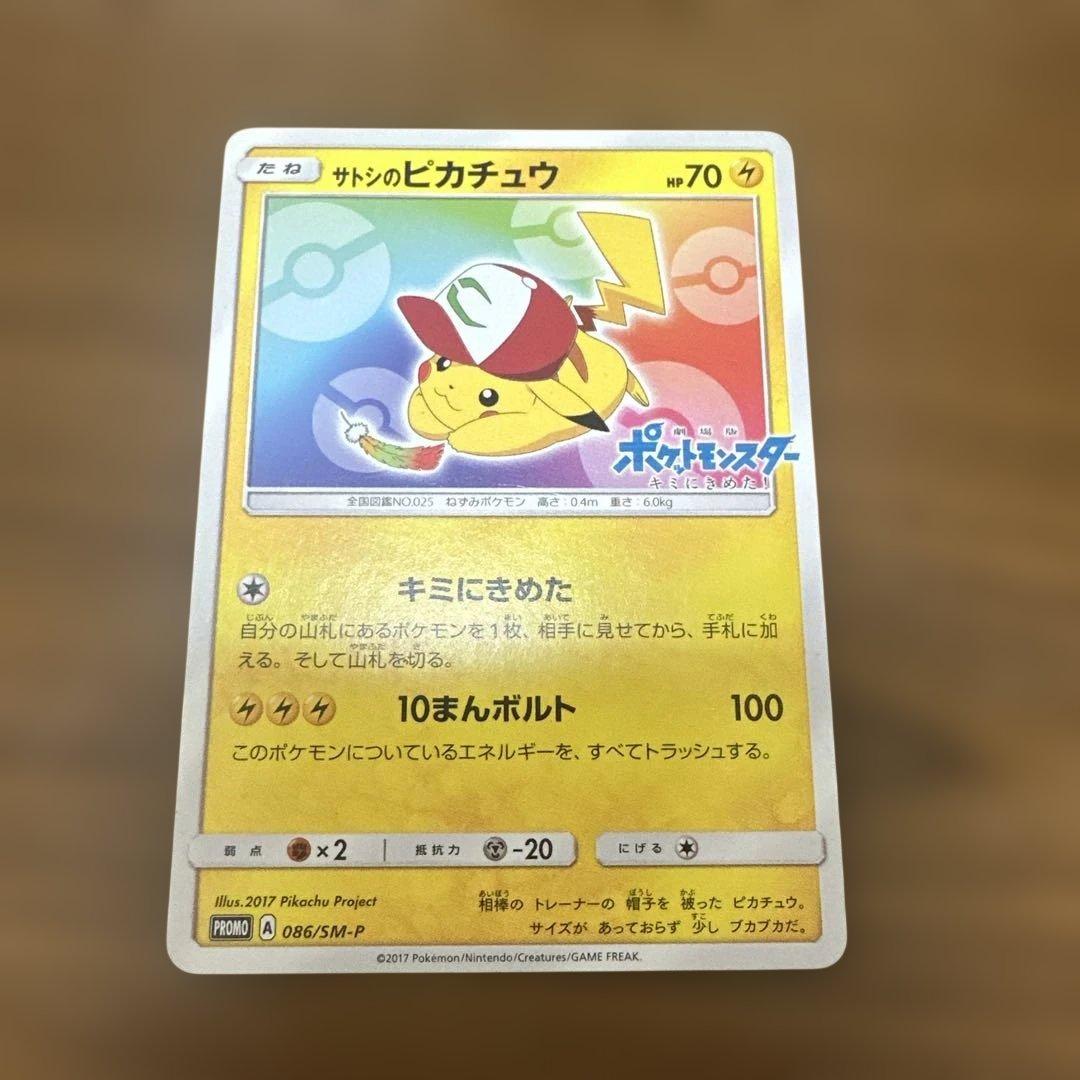 たね サトシのピカチュウ HP70
劇場版
ポケットモンスター
キミにきめた!
全国図鑑NO.025 ねずみポケモン 高さ:0.4m 重さ:6.0kg
キミにきめた
自分の山札にあるポケモンを1枚、相手に見せてから、手札に加
える。そして山札を切る。
10まんボルト 100
このポケモンについているエネルギーを、すべてトラッシュする。
弱点 ×2 抵抗力 -20 にげる
Illus.2017 Pikachu Project
相棒の トレーナーの 帽子を 被った ピカチュウ。
サイズが あっておらず 少し ブカブカだ。
PROMO A 086/SM-P
©2017 Pokémon/Nintendo/Creatures/GAME FREAK.